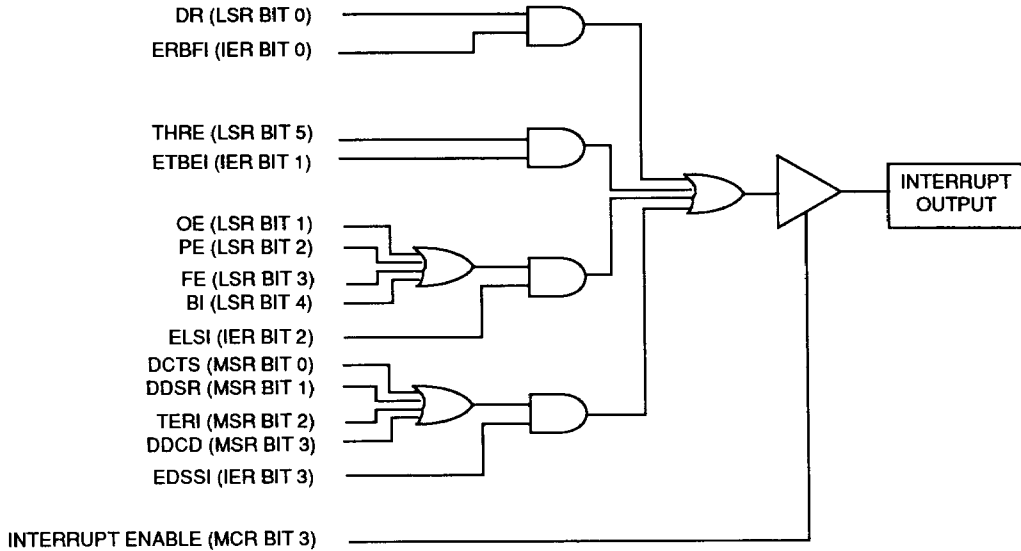 DR (LSR BIT 0)
ERBFI (IER BIT 0)
THRE (LSR BIT 5)
ETBEI (IER BIT 1)
INTERRUPT
OUTPUT
OE (LSR BIT 1)
PE (LSR BIT 2)
FE (LSR BIT 3)
BI (LSR BIT 4)
ELSI (IER BIT 2)
DCTS (MSR BIT 0)
DDSR (MSR BIT 1)
TERI (MSR BIT 2)
DDCD (MSR BIT 3)
EDSSI (IER BIT 3)
INTERRUPT ENABLE (MCR BIT 3)